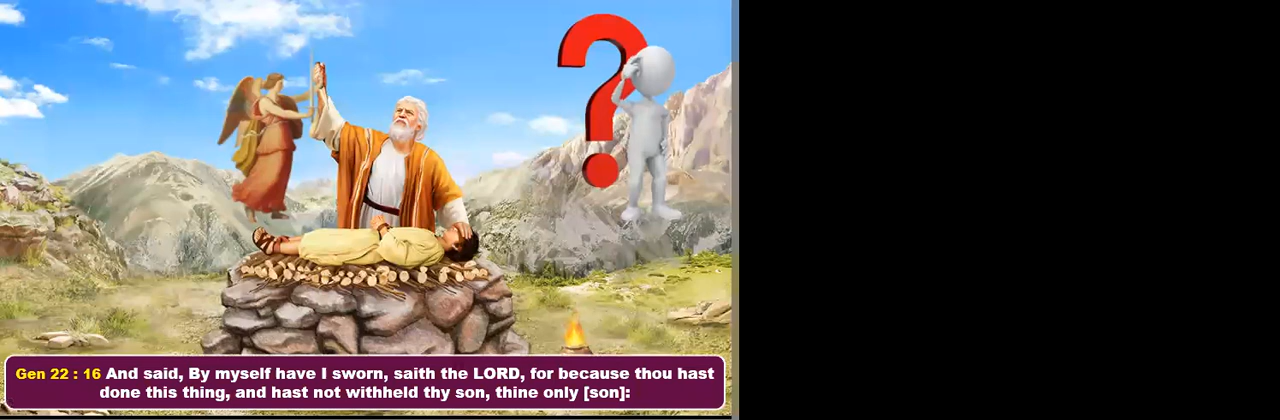 Gen 22 : 16 And said, By myself have I sworn, saith the LORD, for because thou hast
done this thing, and hast not withheld thy son, thine only [son]: